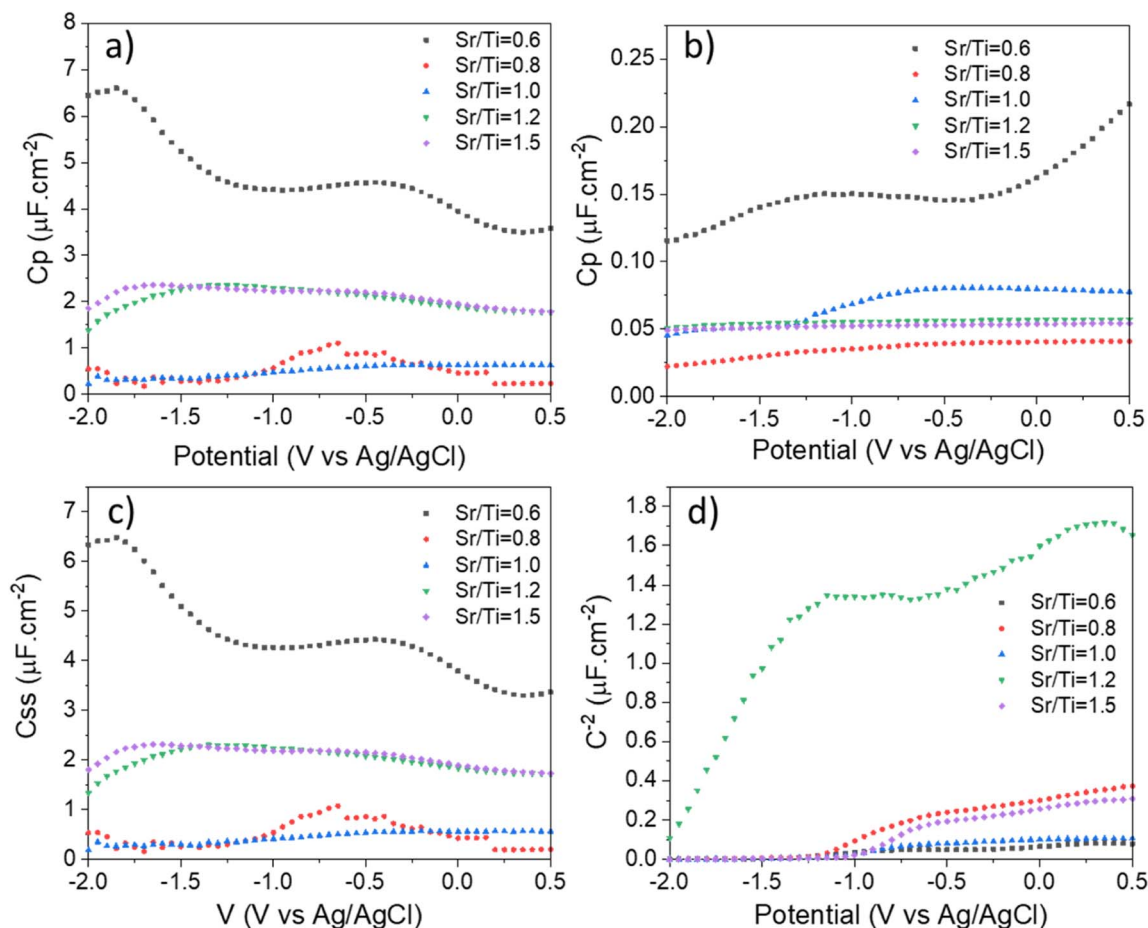 a)
Sr/Ti=0.6
Sr/Ti=0.8
Sr/Ti=1.0
Sr/Ti=1.2
Sr/Ti=1.5
8
7
6
5
4
3
2
1
0
Cp (μF.cm-2)
-2.0 -1.5 -1.0 -0.5 0.0 0.5
Potential (V vs Ag/AgCl)
b)
Sr/Ti=0.6
Sr/Ti=0.8
Sr/Ti=1.0
Sr/Ti=1.2
Sr/Ti=1.5
0.25
0.20
0.15
0.10
0.05
0.00
Cp (μF.cm-2)
-2.0 -1.5 -1.0 -0.5 0.0 0.5
Potential (V vs Ag/AgCl)
c)
Sr/Ti=0.6
Sr/Ti=0.8
Sr/Ti=1.0
Sr/Ti=1.2
Sr/Ti=1.5
7
6
5
4
3
2
1
0
Css (μF.cm-2)
-2.0 -1.5 -1.0 -0.5 0.0 0.5
V (V vs Ag/AgCl)
d)
Sr/Ti=0.6
Sr/Ti=0.8
Sr/Ti=1.0
Sr/Ti=1.2
Sr/Ti=1.5
1.8
1.6
1.4
1.2
1.0
0.8
0.6
0.4
0.2
0.0
C-2 (μF.cm-2)
-2.0 -1.5 -1.0 -0.5 0.0 0.5
Potential (V vs Ag/AgCl)